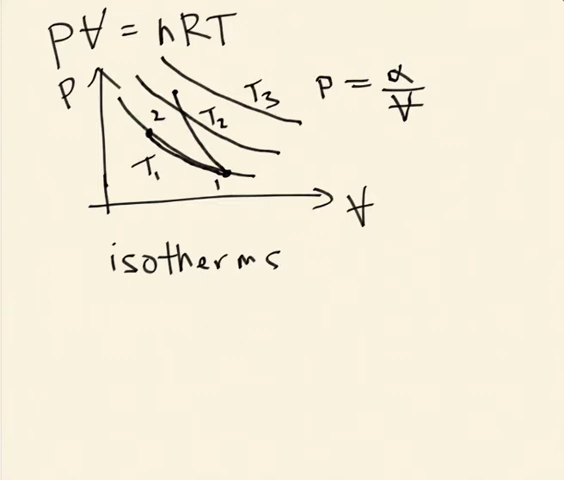 PV = nRT
P
T₃
P = α/V
2
T₂
T₁
1
V
isotherms